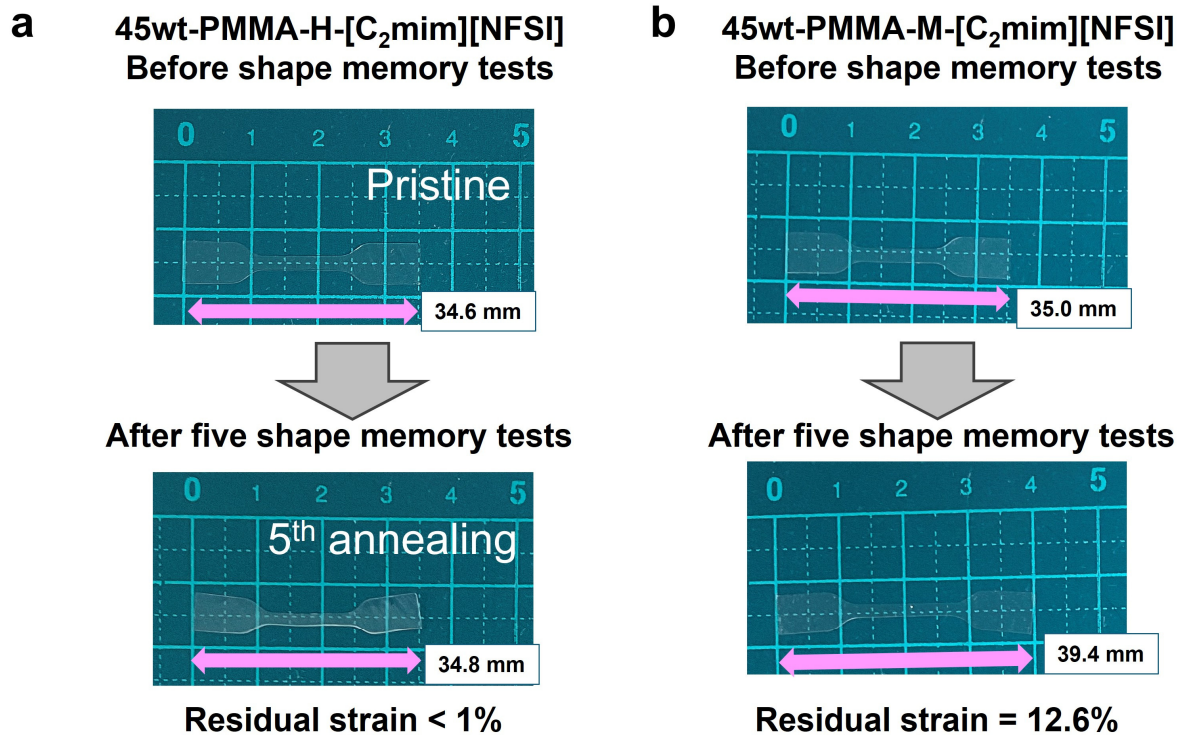 a
45wt-PMMA-H-[C₂mim][NFSI]
Before shape memory tests
0 1 2 3 4 5
Pristine
34.6 mm
After five shape memory tests
0 1 2 3 4 5
5th annealing
34.8 mm
Residual strain < 1%
b
45wt-PMMA-M-[C₂mim][NFSI]
Before shape memory tests
0 1 2 3 4 5
35.0 mm
After five shape memory tests
0 1 2 3 4 5
39.4 mm
Residual strain = 12.6%